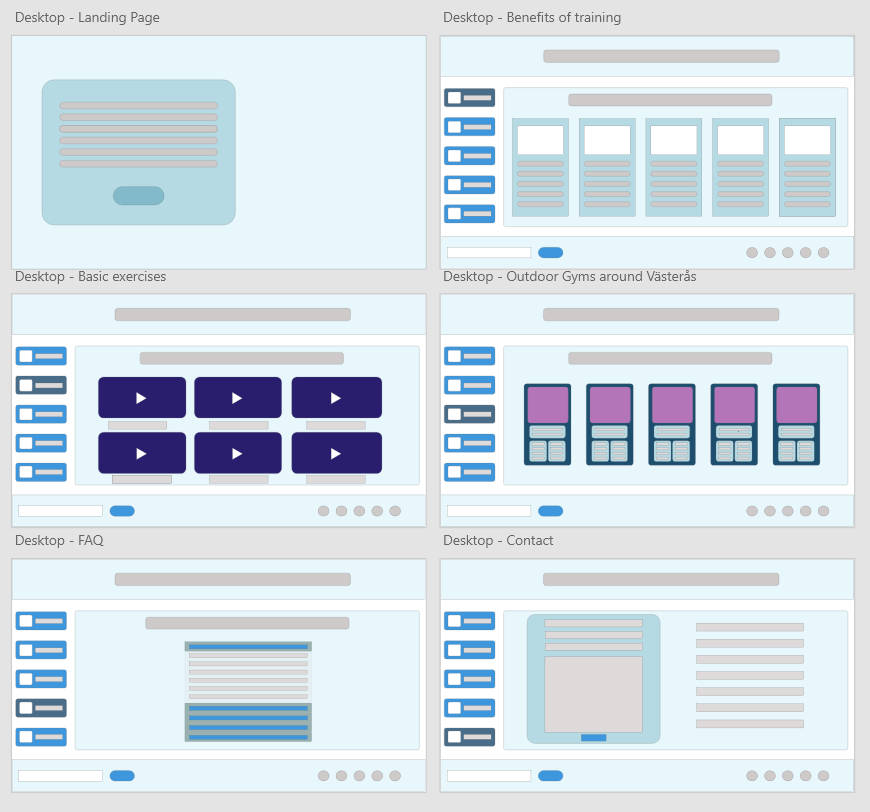 Desktop - Landing Page
Desktop - Benefits of training
Desktop - Basic exercises
Desktop - Outdoor Gyms around Västerås
Desktop - FAQ
Desktop - Contact